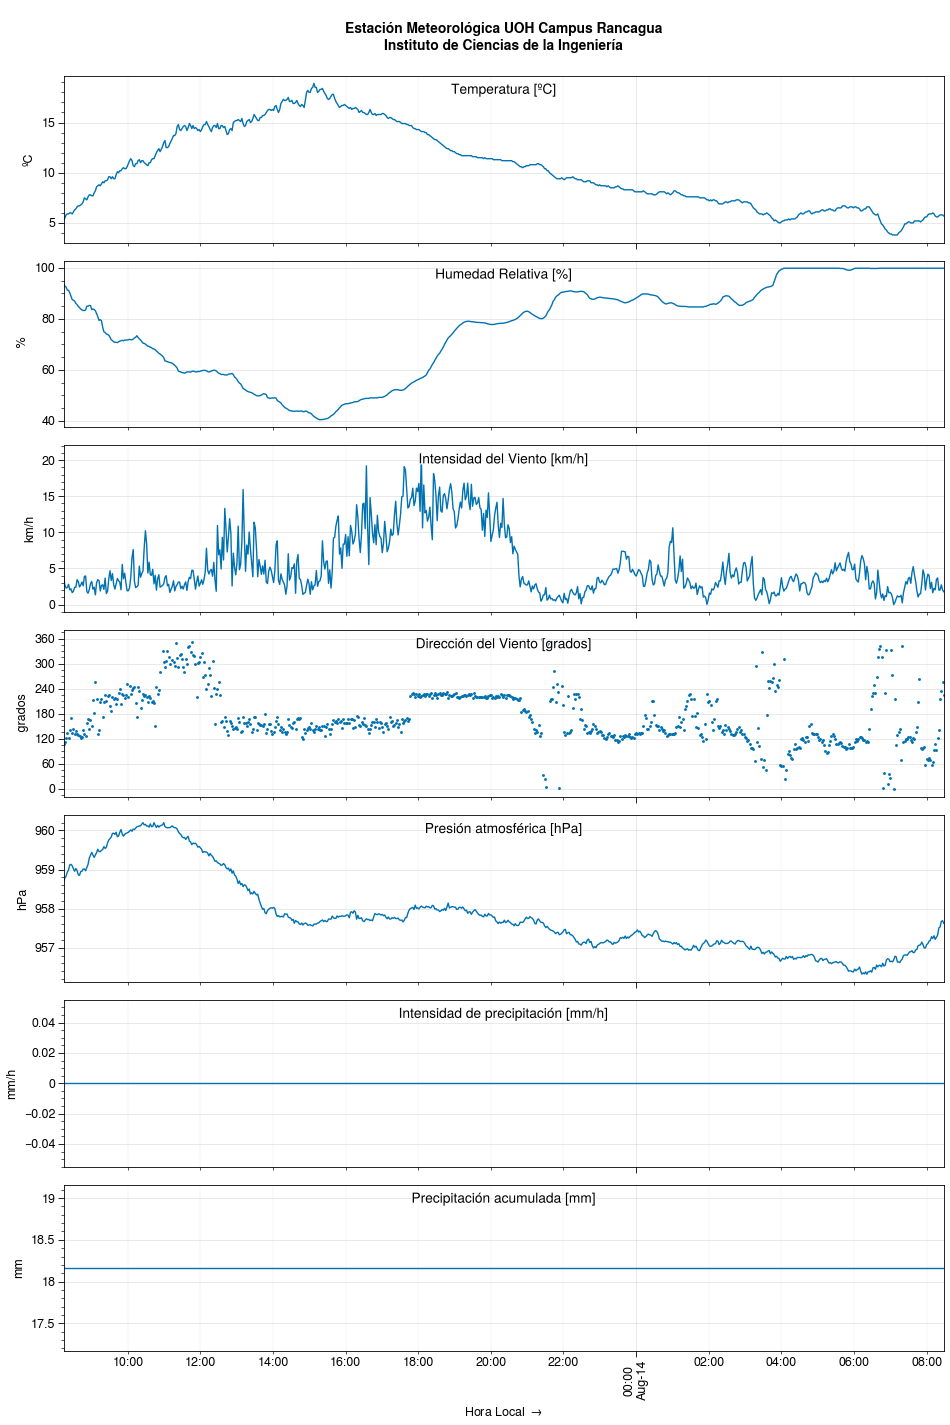 Estación Meteorológica UOH Campus Rancagua
Instituto de Ciencias de la Ingeniería
Temperatura [ºC]
ºC
15
10
5
Humedad Relativa [%]
%
100
80
60
40
Intensidad del Viento [km/h]
km/h
20
15
10
5
0
Dirección del Viento [grados]
grados
360
300
240
180
120
60
0
Presión atmosférica [hPa]
hPa
960
959
958
957
Intensidad de precipitación [mm/h]
mm/h
0.04
0.02
0
−0.02
−0.04
Precipitación acumulada [mm]
mm
19
18.5
18
17.5
10:00 12:00 14:00 16:00 18:00 20:00 22:00 00:00 02:00 04:00 06:00 08:00
Aug-14
Hora Local →